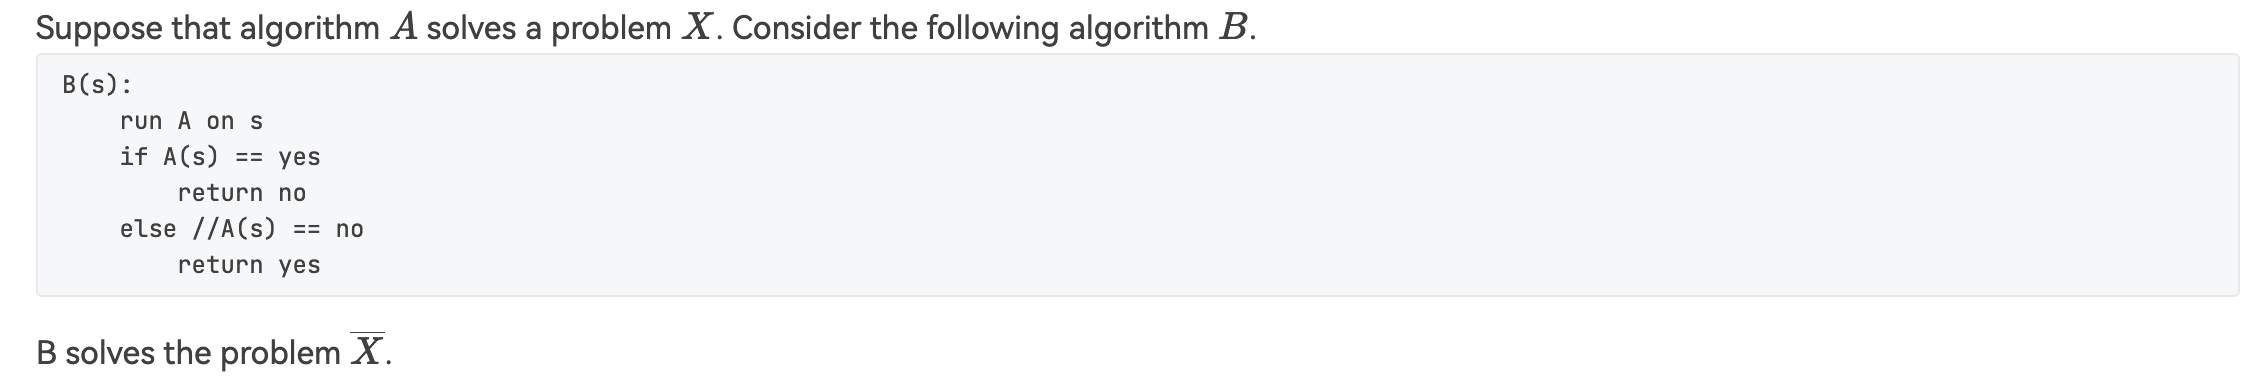 Suppose that algorithm A solves a problem X. Consider the following algorithm B.
B(s):
    run A on s
    if A(s) == yes
        return no
    else //A(s) == no
        return yes
B solves the problem X̅.